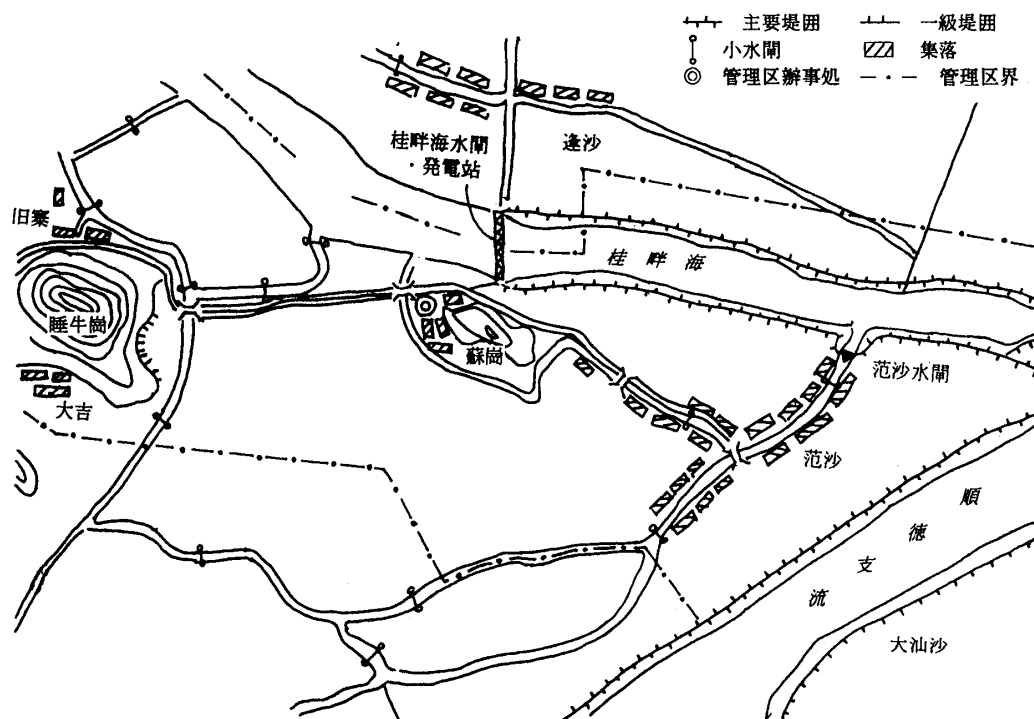 主要堤囲
一級堤囲
小水閘
集落
管理区辦事処
管理区界
桂畔海水閘
・発電站
逢沙
旧寨
桂畔海
睡牛崗
蘇崗
范沙水閘
大吉
范沙
順徳支流
大汕沙